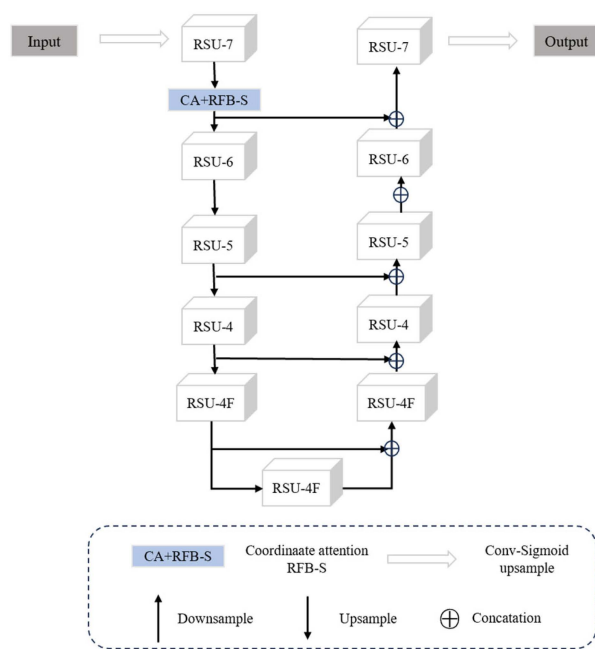 Input
RSU-7
RSU-7
Output
CA+RFB-S
RSU-6
RSU-6
RSU-5
RSU-5
RSU-4
RSU-4
RSU-4F
RSU-4F
RSU-4F
CA+RFB-S
Coordinaate attention
RFB-S
Conv-Sigmoid
upsample
Downsample
Upsample
Concatation